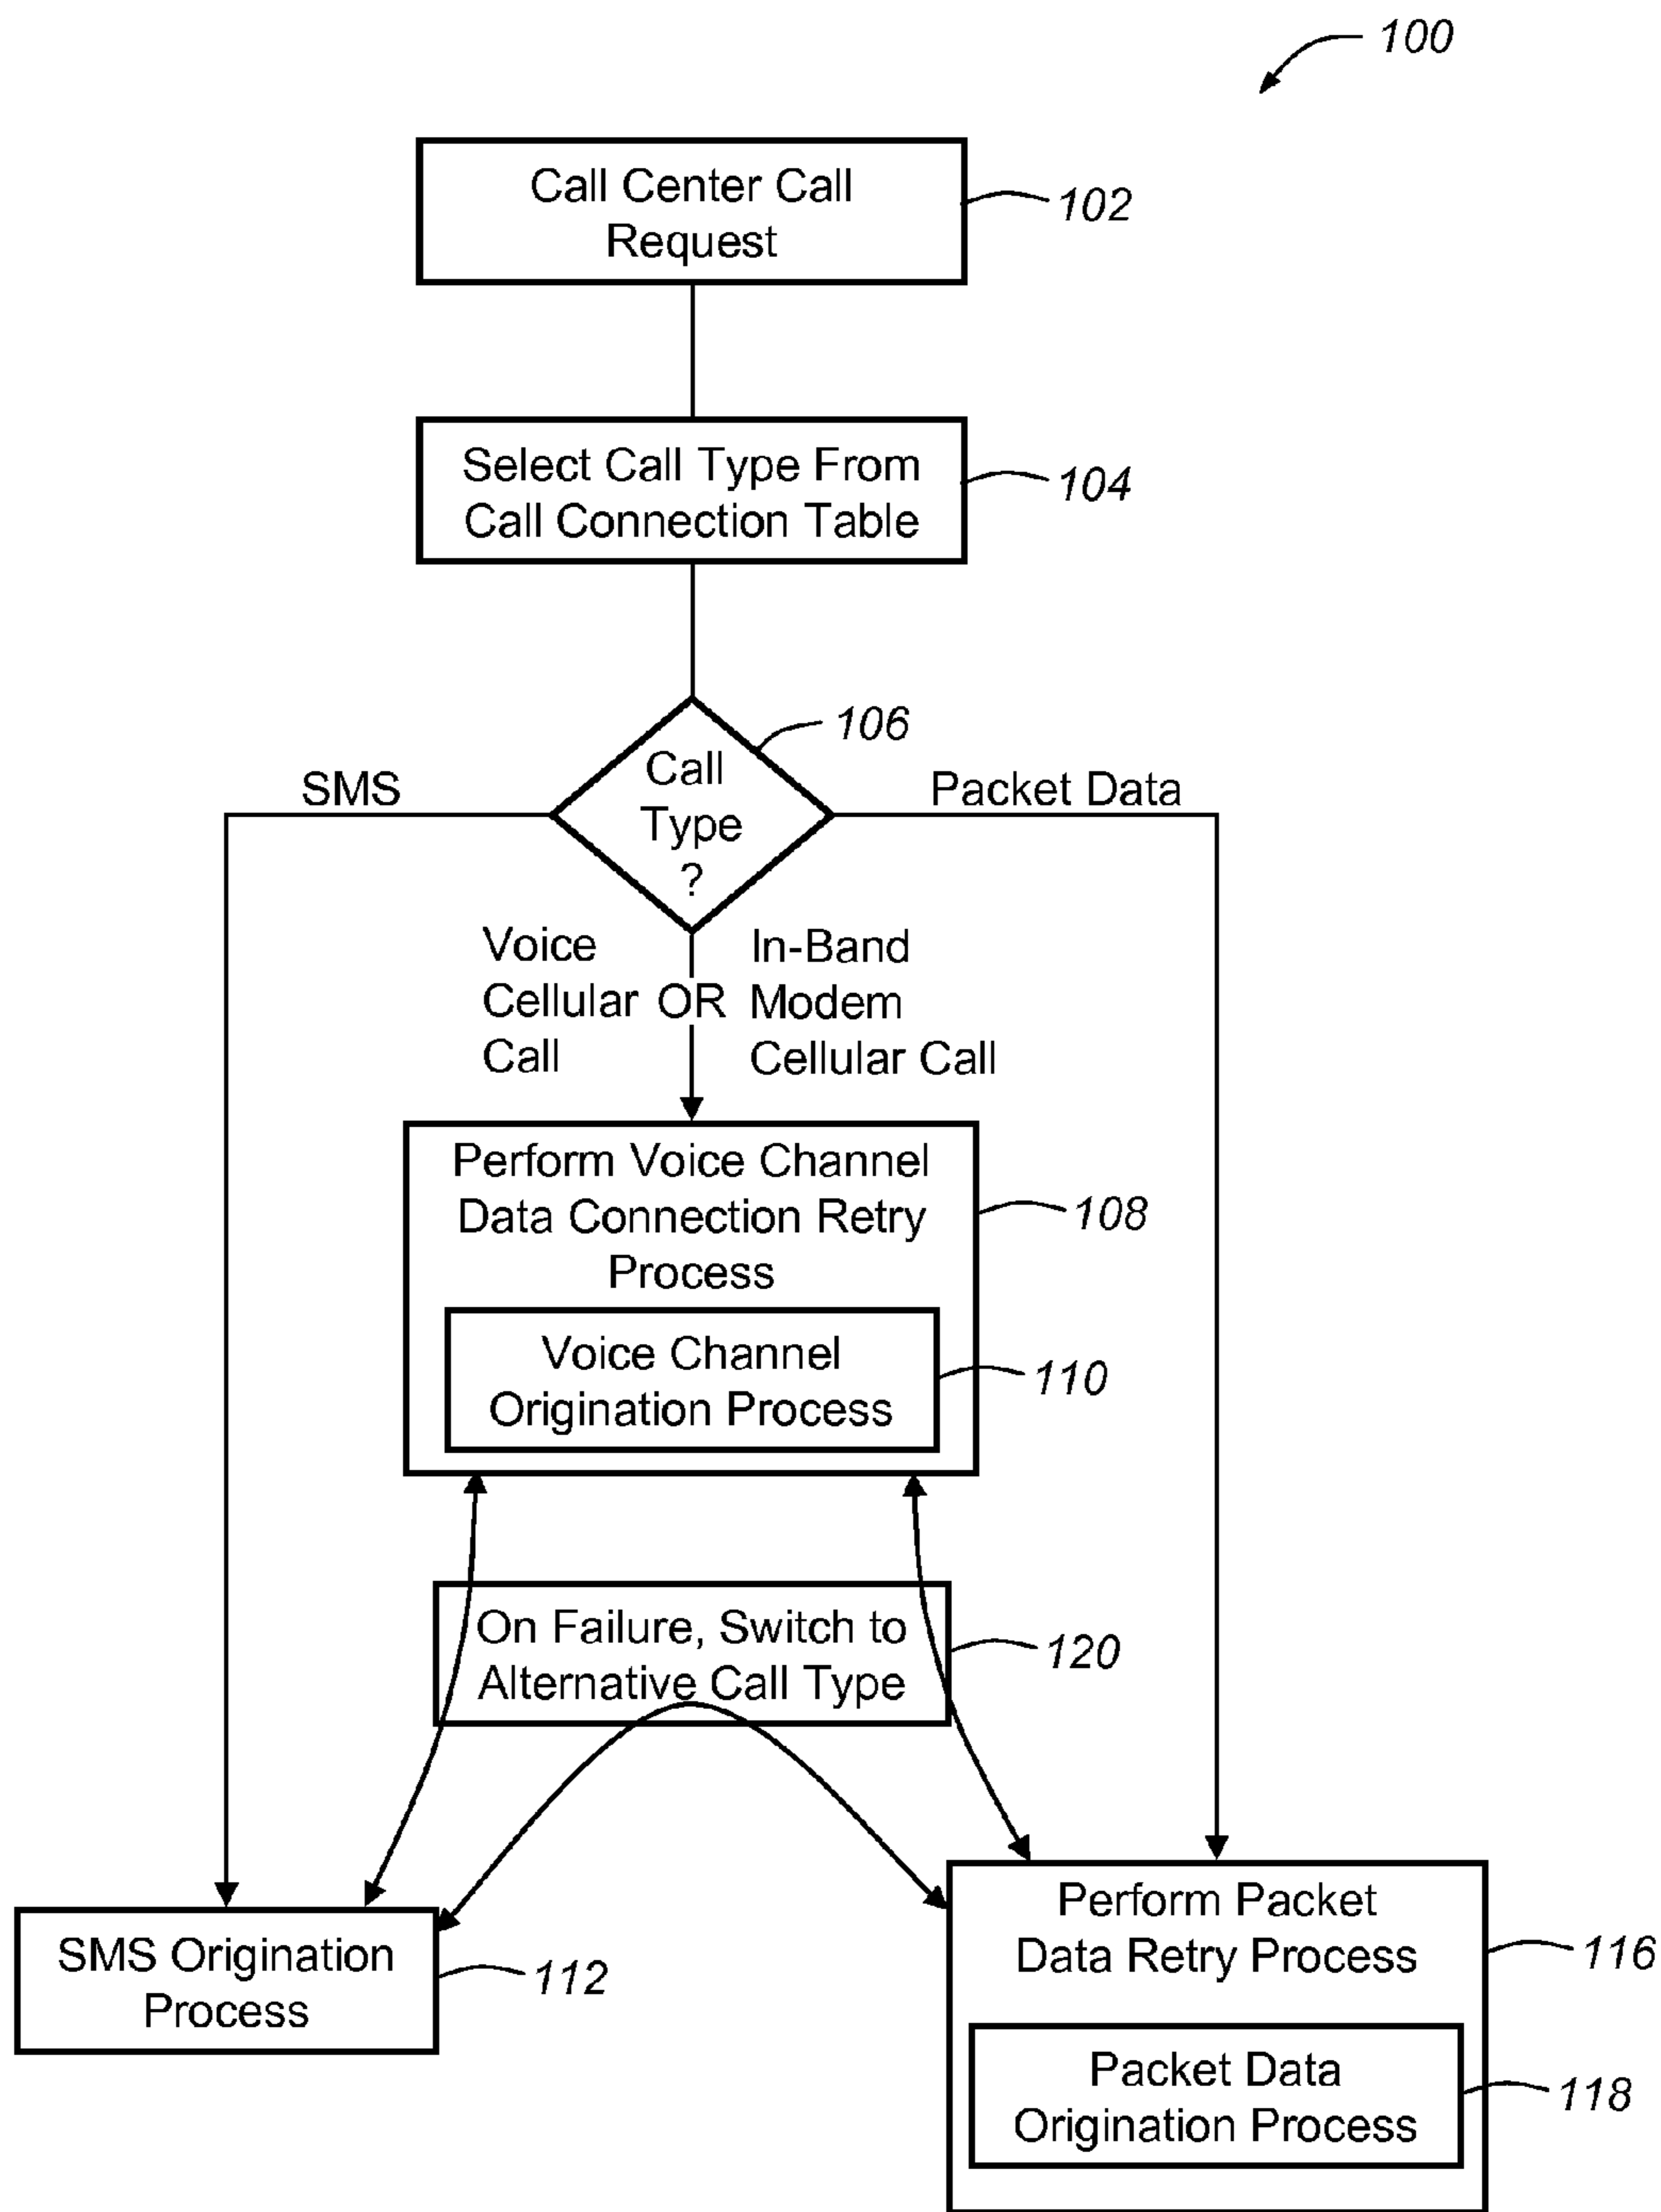 100
Call Center Call
Request
102
Select Call Type From
Call Connection Table
104
106
Call
Type
?
SMS
Packet Data
Voice
Cellular
Call
OR
In-Band
Modem
Cellular Call
Perform Voice Channel
Data Connection Retry
Process
108
Voice Channel
Origination Process
110
On Failure, Switch to
Alternative Call Type
120
SMS Origination
Process
112
Perform Packet
Data Retry Process
116
Packet Data
Origination Process
118